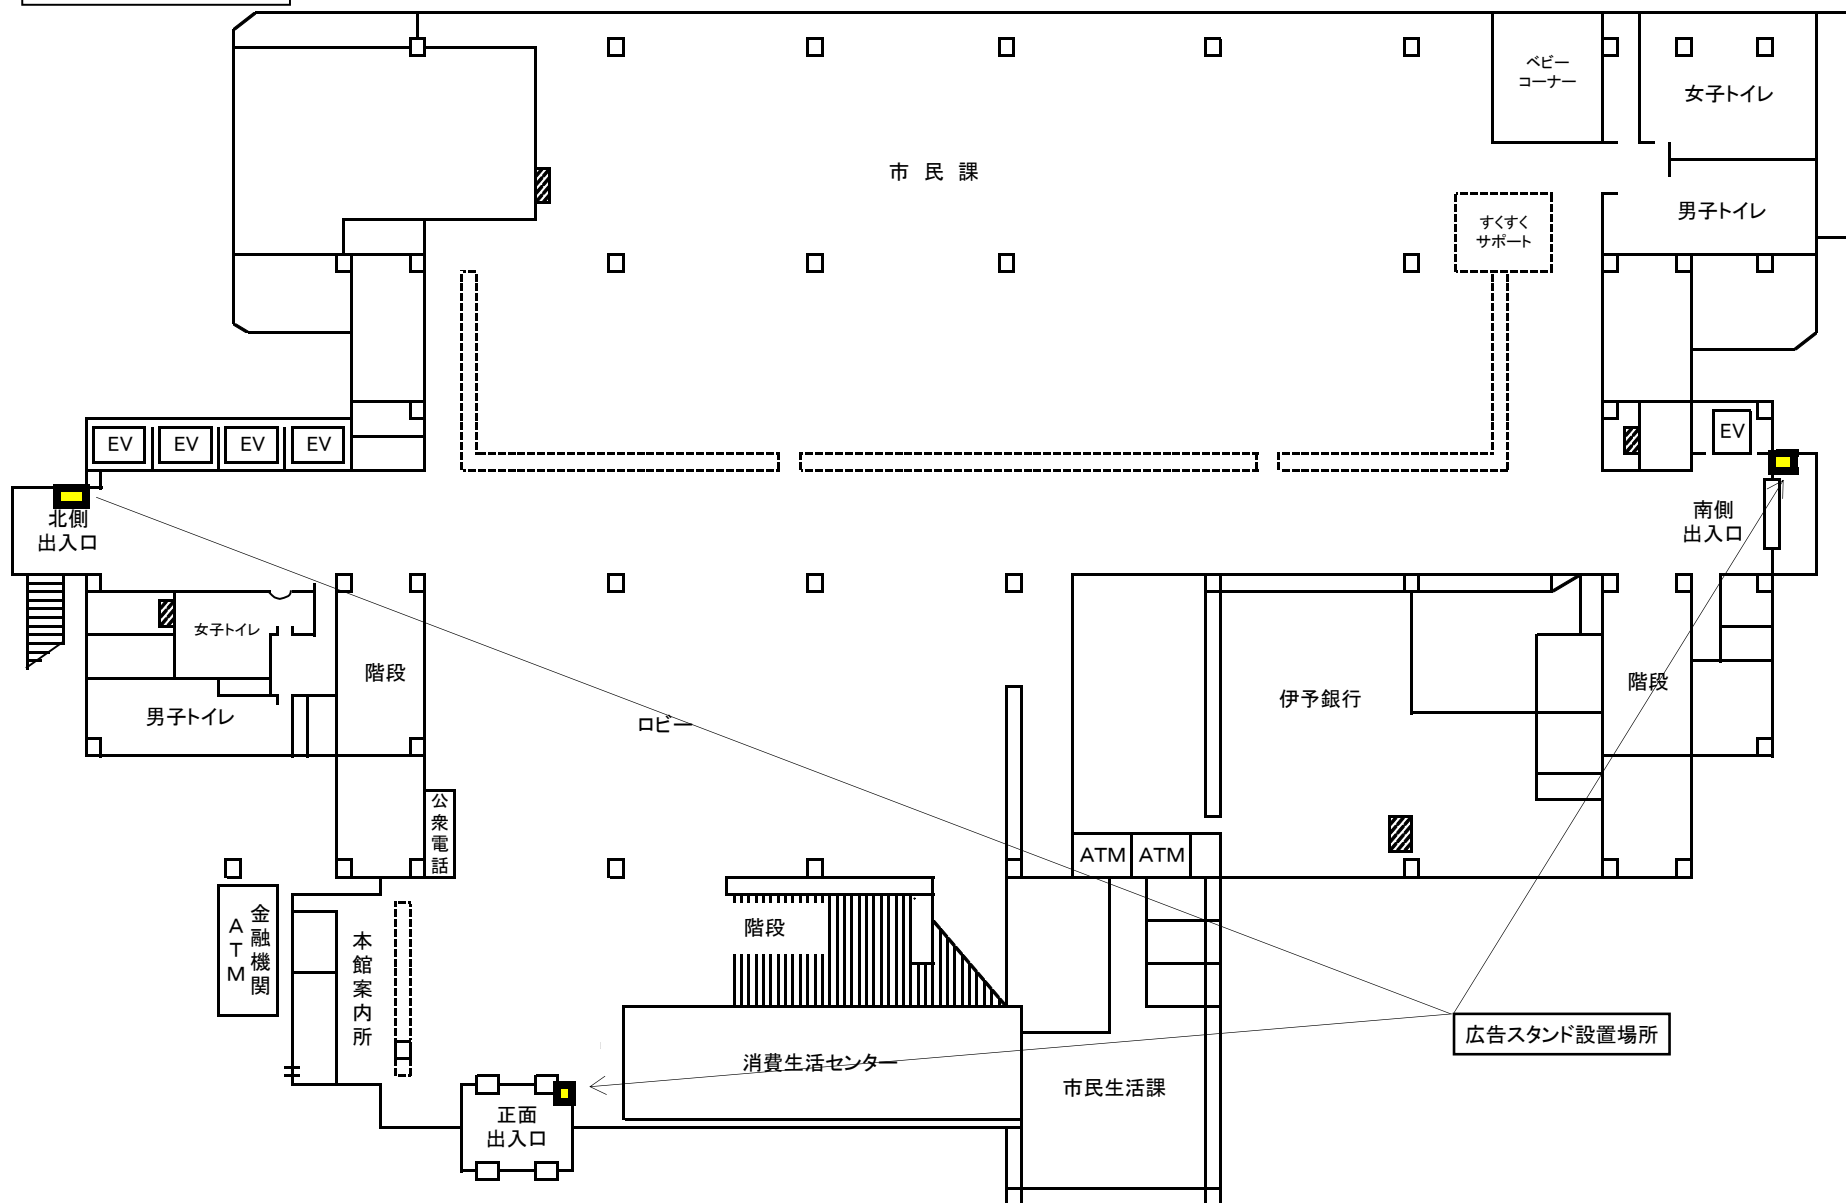 ベビー
コーナー
女子トイレ
市 民 課
男子トイレ
すくすく
サポート
EV
EV
EV
EV
EV
北側
出入口
南側
出入口
女子トイレ
階段
男子トイレ
ロビー
伊予銀行
階段
公衆電話
ATM
ATM
金融機関
ATM
本館案内所
階段
広告スタンド設置場所
消費生活センター
市民生活課
正面
出入口